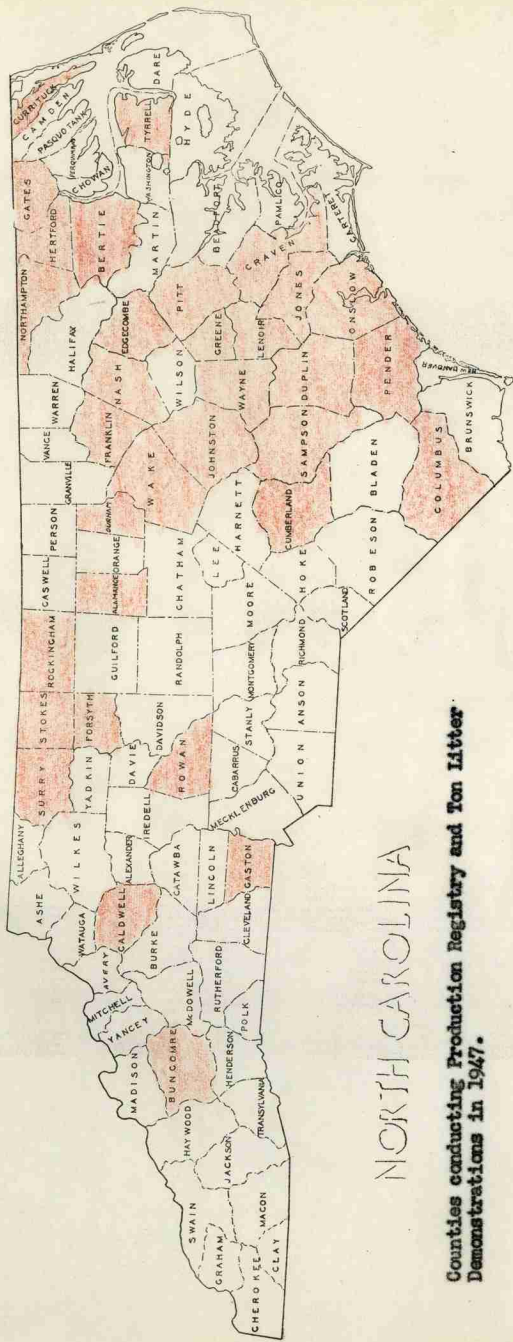 CHEROKEE
GRAHAM
SWAIN
CLAY
MACON
JACKSON
HAYWOOD
TRANSYLVANIA
MADISON
BUNCOMBE
HENDERSON
YANCEY
MITCHELL
AVERY
McDOWELL
RUTHERFORD
POLK
WATAUGA
CALDWELL
BURKE
CLEVELAND
ASHE
ALLEGHANY
WILKES
ALEXANDER
CATAWBA
LINCOLN
GASTON
SURRY
YADKIN
IREDELL
DAVIE
ROWAN
MECKLENBURG
CABARRUS
STOKES
FORSYTH
DAVIDSON
STANLY
UNION
ROCKINGHAM
GUILFORD
RANDOLPH
MONTGOMERY
ANSON
CASWELL
ALAMANCE
CHATHAM
MOORE
RICHMOND
PERSON
ORANGE
DURHAM
LEE
HOKE
SCOTLAND
GRANVILLE
VANCE
WAKE
HARNETT
CUMBERLAND
ROBESON
WARREN
FRANKLIN
JOHNSTON
SAMPSON
BLADEN
COLUMBUS
BRUNSWICK
NORTHAMPTON
HALIFAX
NASH
EDGECOMBE
WILSON
WAYNE
GREENE
LENOIR
DUPLIN
PENDER
NEW HANOVER
GATES
HERTFORD
BERTIE
MARTIN
PITT
CRAVEN
JONES
ONSLOW
CURRITUCK
CAMDEN
PASQUOTANK
PERQUIMANS
CHOWAN
WASHINGTON
TYRRELL
DARE
HYDE
BEAUFORT
PAMLICO
CARTERET
NORTH CAROLINA
Counties conducting Production Registry and Ton Litter
Demonstrations in 1947.